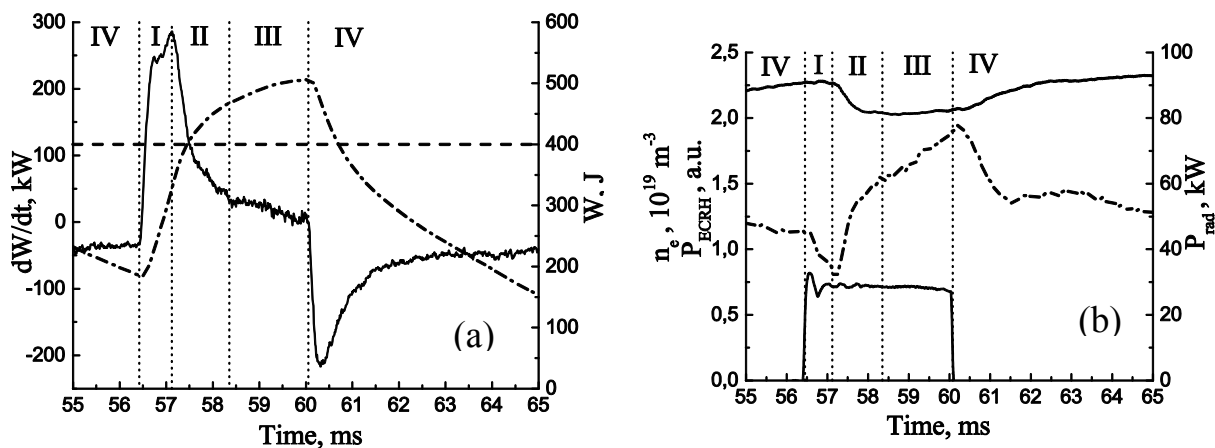 IV I II III IV
300
200
100
0
-100
-200
dW/dt, kW
600
500
400
300
200
100
0
W, J
(a)
55 56 57 58 59 60 61 62 63 64 65
Time, ms
IV I II III IV
2,5
2,0
1,5
1,0
0,5
0,0
n_e , 10^19 m^-3
P_ECRH , a.u.
100
80
60
40
20
0
P_rad , kW
(b)
55 56 57 58 59 60 61 62 63 64 65
Time, ms